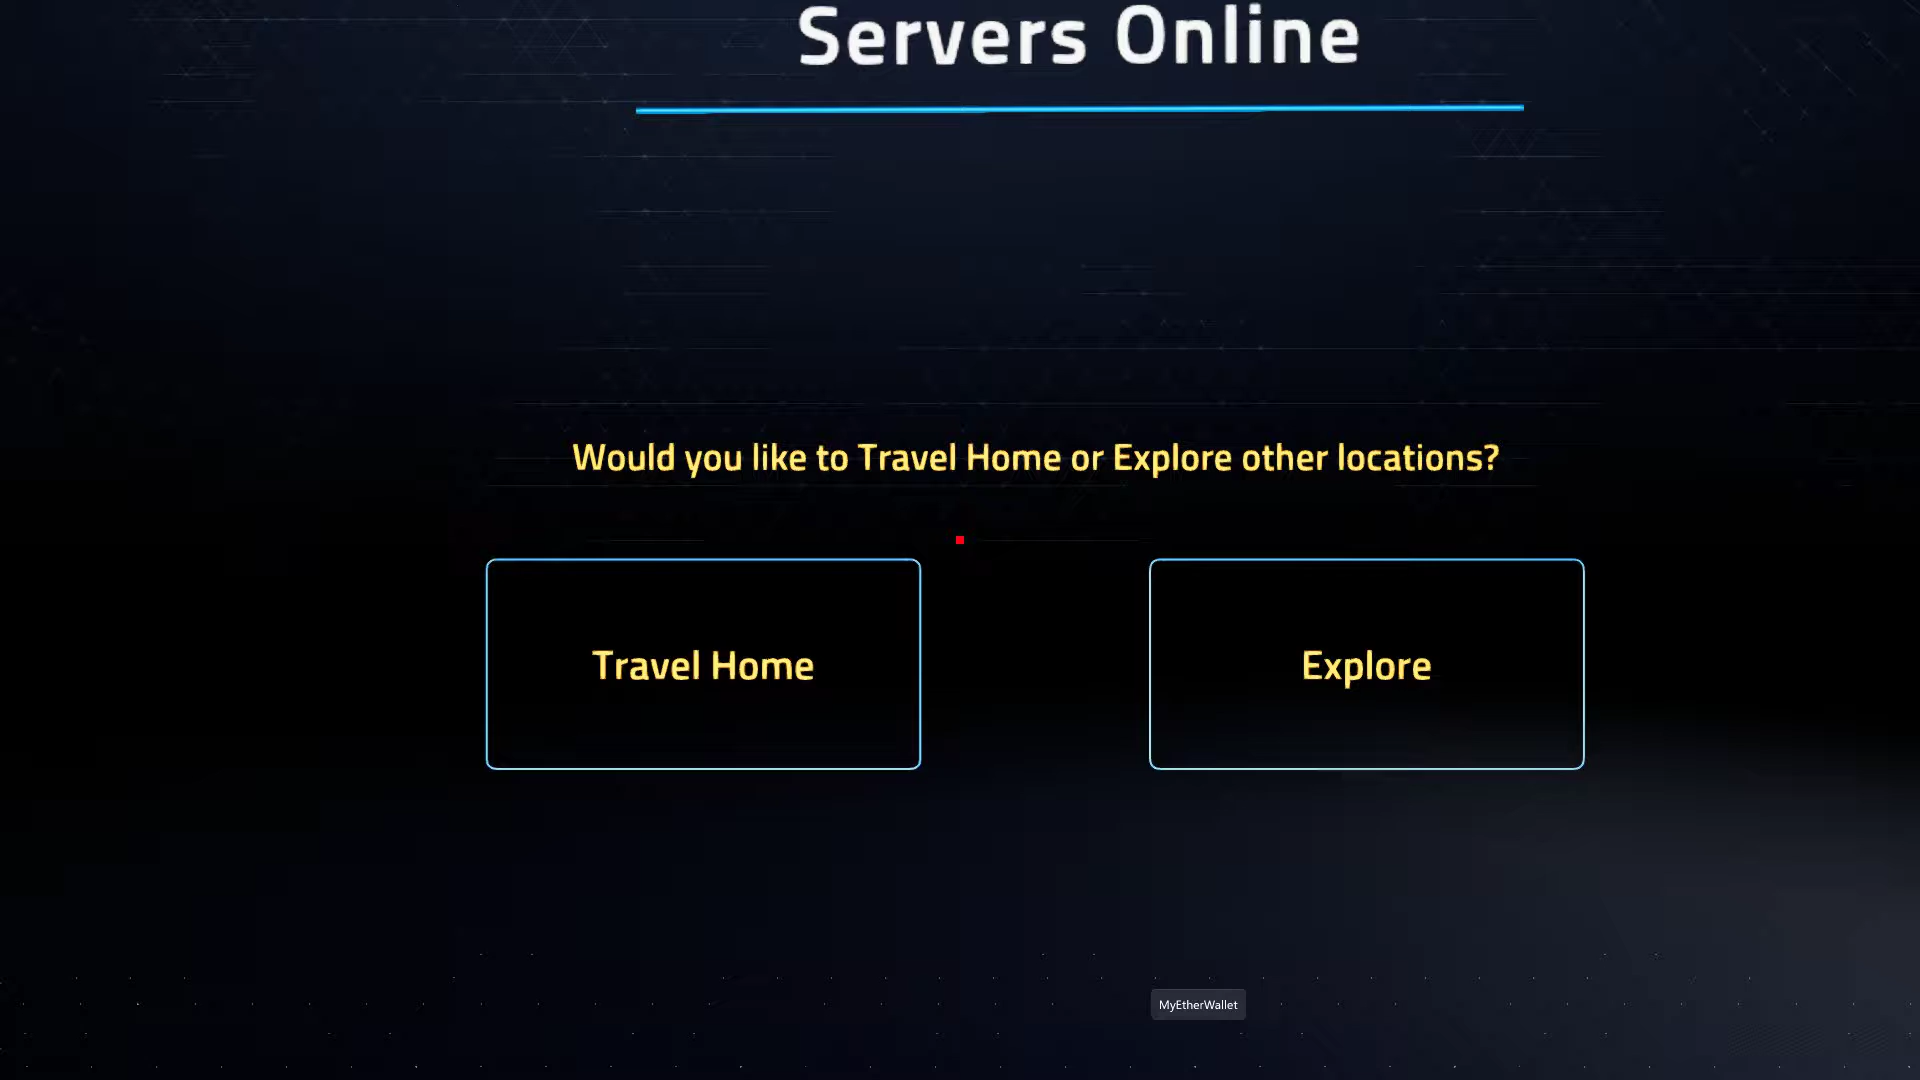 Servers Online
Would you like to Travel Home or Explore other locations?
Travel Home
Explore
MyEtherWallet